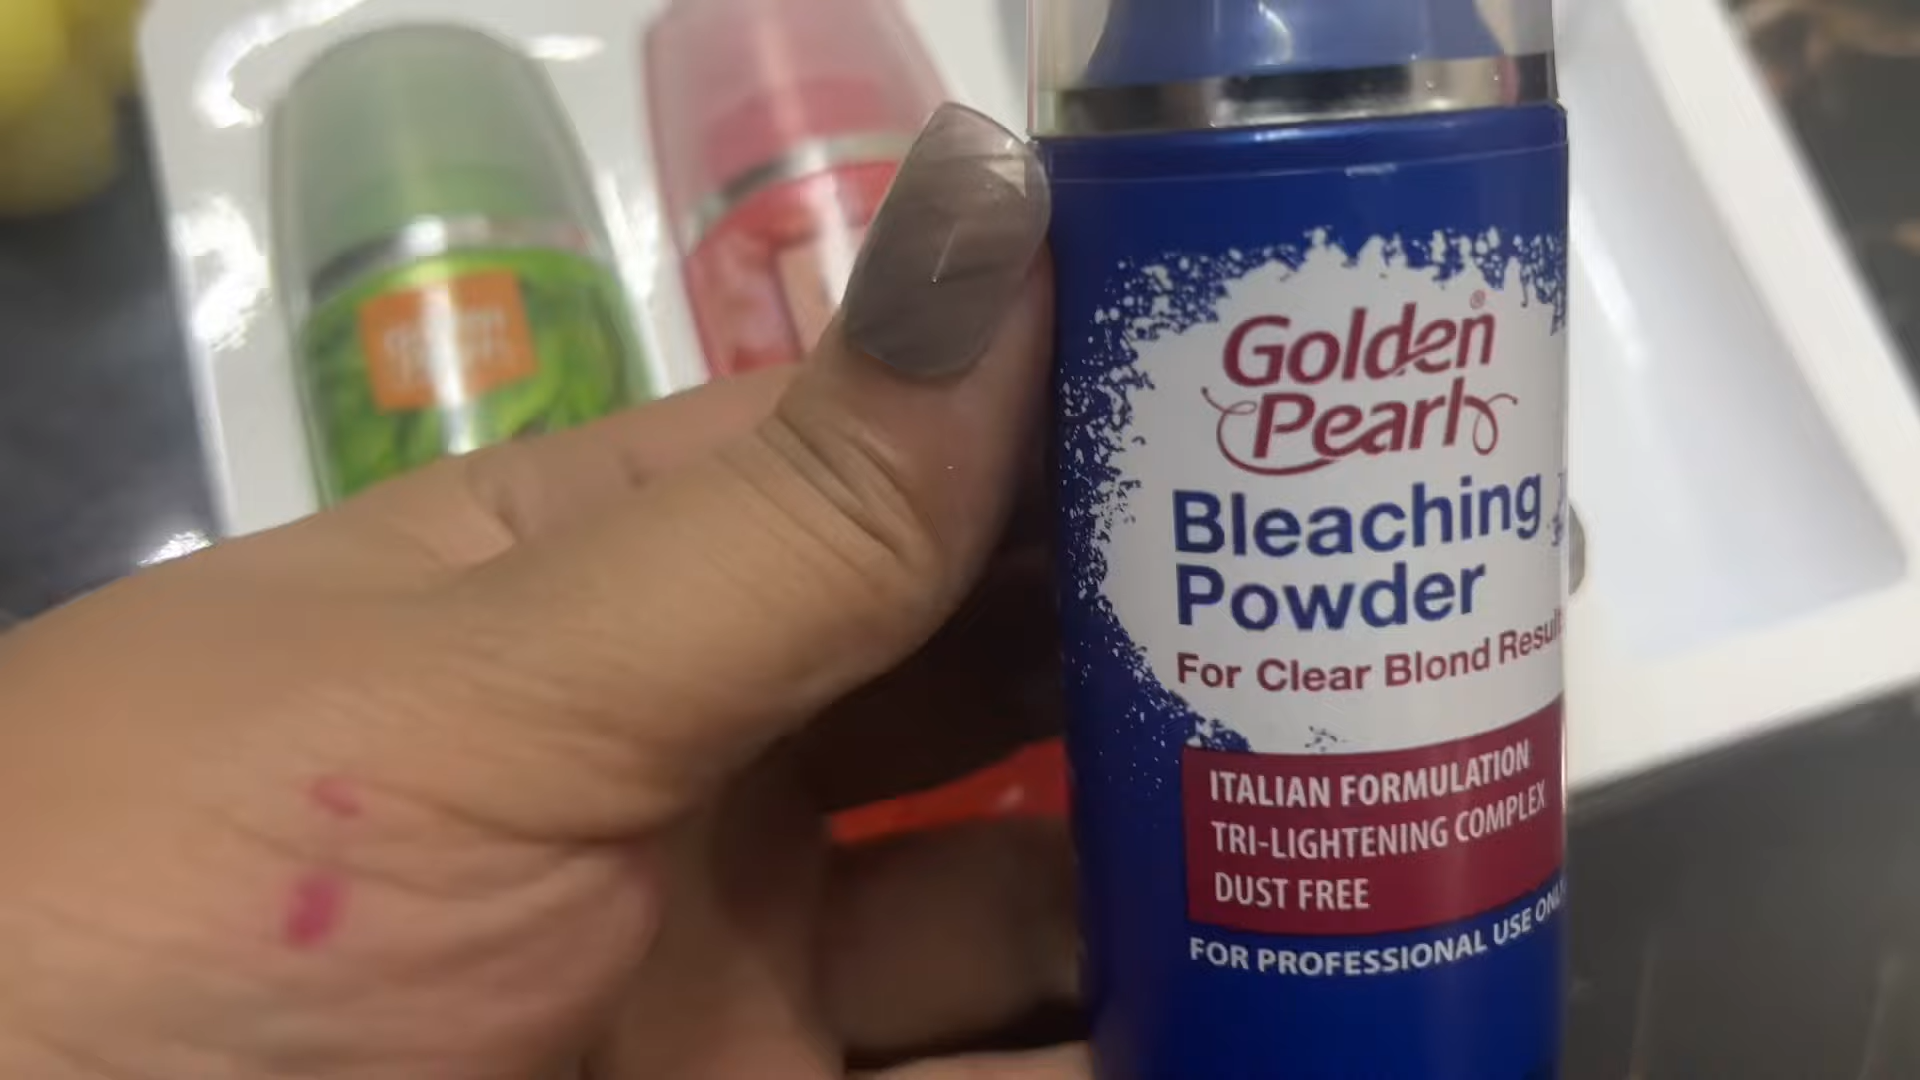 Golden®
Pearl
Bleaching
Powder
For Clear Blond
ITALIAN FORMULATION
TRI-LIGHTENING COMPLEX
DUST FREE
FOR PROFESSIONAL USE